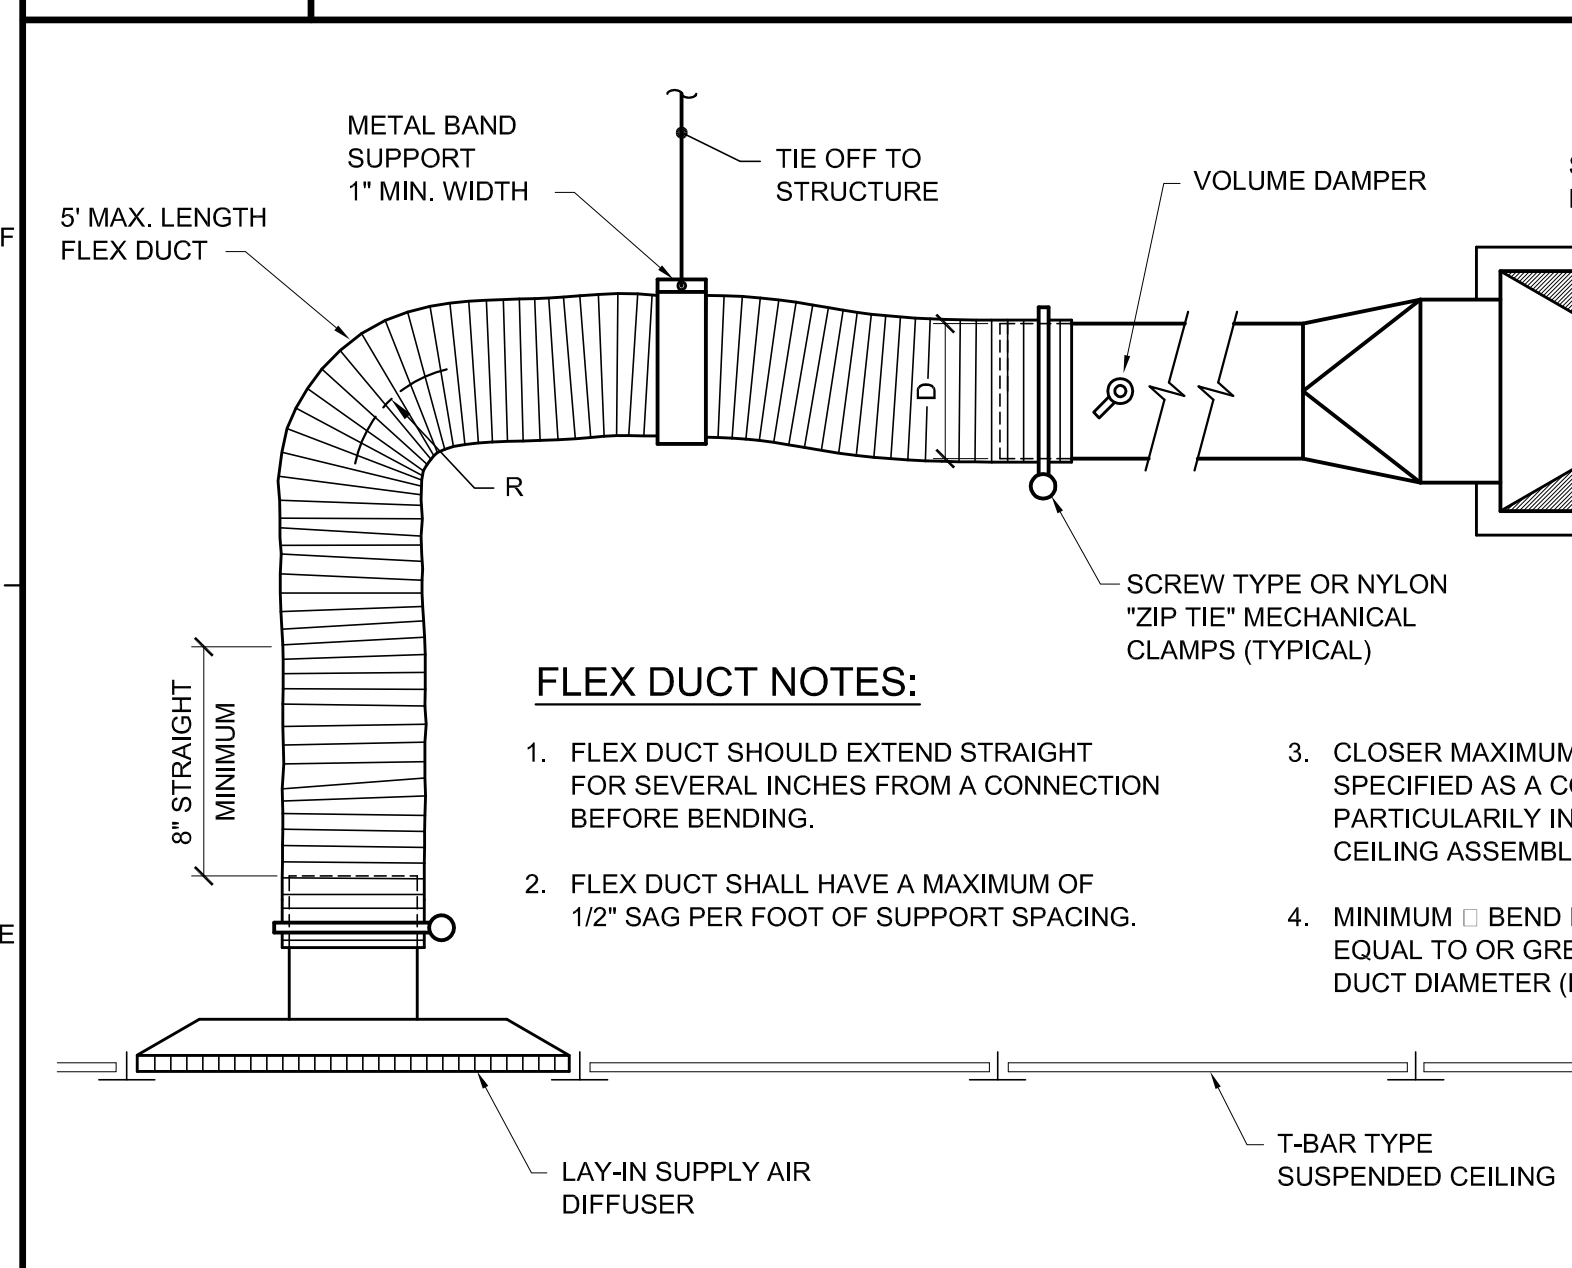 METAL BAND
SUPPORT
1" MIN. WIDTH
TIE OFF TO
STRUCTURE
VOLUME DAMPER
5' MAX. LENGTH
FLEX DUCT
F
D
R
SCREW TYPE OR NYLON
"ZIP TIE" MECHANICAL
CLAMPS (TYPICAL)
8" STRAIGHT
MINIMUM
FLEX DUCT NOTES:
1. FLEX DUCT SHOULD EXTEND STRAIGHT
FOR SEVERAL INCHES FROM A CONNECTION
BEFORE BENDING.
2. FLEX DUCT SHALL HAVE A MAXIMUM OF
1/2" SAG PER FOOT OF SUPPORT SPACING.
3. CLOSER MAXIMUM
SPECIFIED AS A
PARTICULARILY IN
CEILING
4. MINIMUM □ BEND
EQUAL TO OR
DUCT DIAMETER
E
LAY-IN SUPPLY AIR
DIFFUSER
T-BAR TYPE
SUSPENDED CEILING